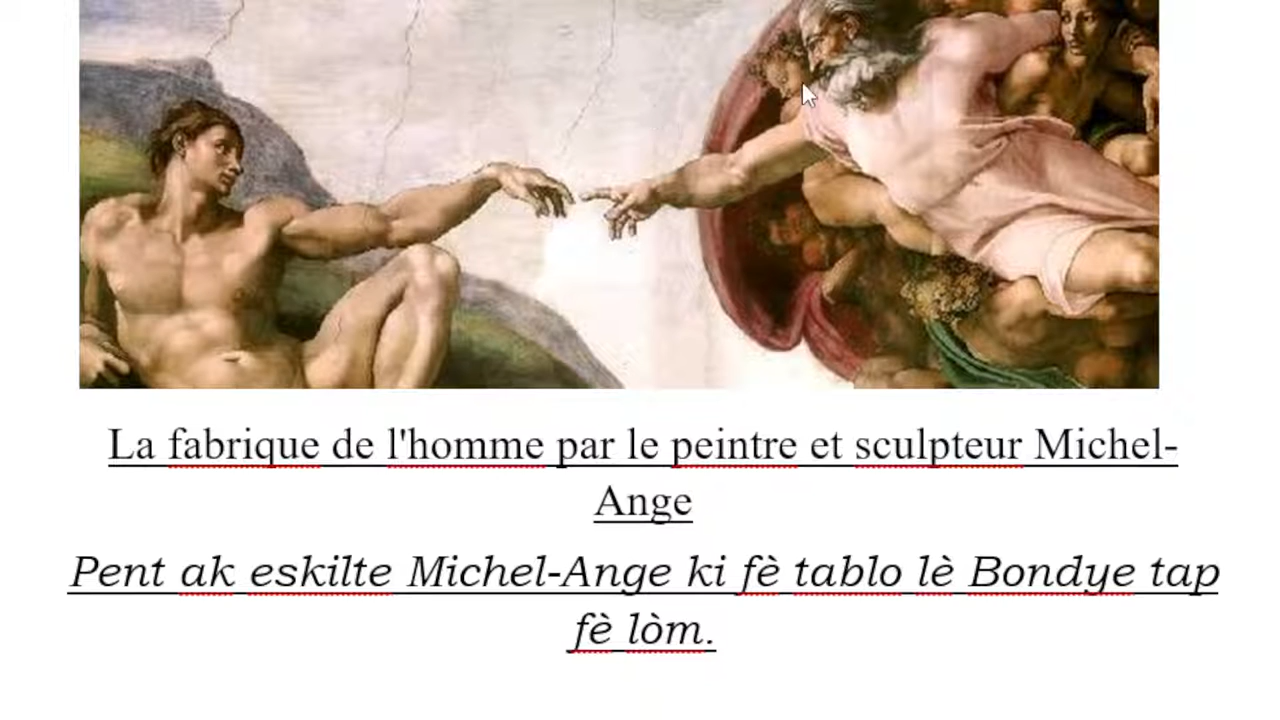 La fabrique de l'homme par le peintre et sculpteur Michel-
Ange
Pent ak eskilte Michel-Ange ki fè tablo lè Bondye tap
fè lòm.